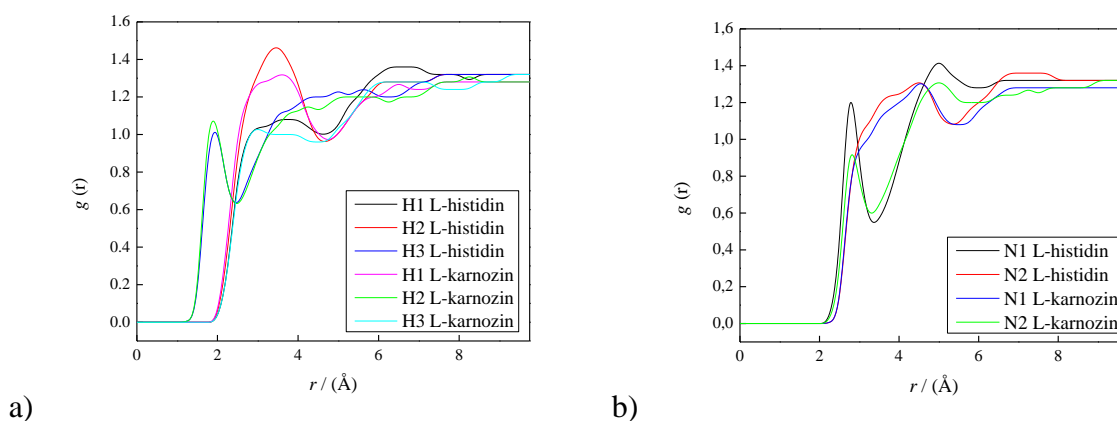 1.6
1.4
1.2
1.0
0.8
0.6
0.4
0.2
0.0
0
2
4
6
8
g (r)
r / (Å)
H1 L-histidin
H2 L-histidin
H3 L-histidin
H1 L-karnozin
H2 L-karnozin
H3 L-karnozin
a)
1,6
1,4
1,2
1,0
0,8
0,6
0,4
0,2
0,0
0
2
4
6
8
g (r)
r / (Å)
N1 L-histidin
N2 L-histidin
N1 L-karnozin
N2 L-karnozin
b)